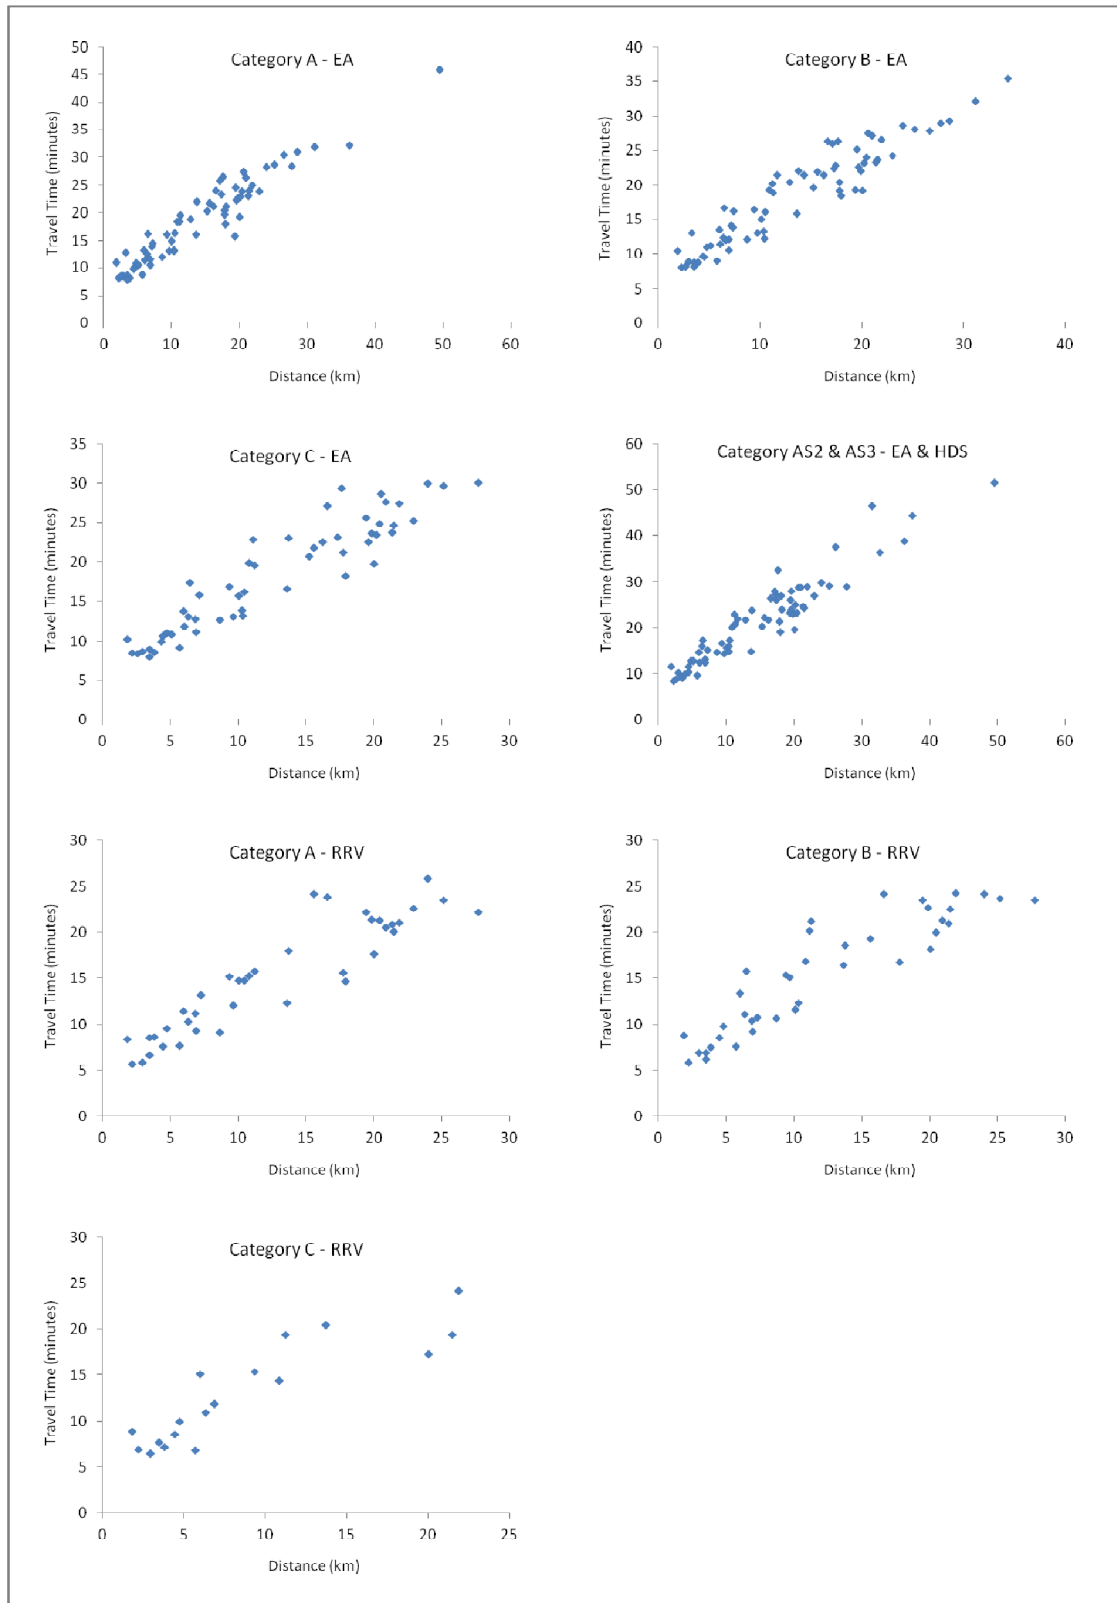 Category A - EA
Travel Time (minutes)
50
45
40
35
30
25
20
15
10
5
0
0 10 20 30 40 50 60
Distance (km)
Category B - EA
Travel Time (minutes)
40
35
30
25
20
15
10
5
0
0 10 20 30 40
Distance (km)
Category C - EA
Travel Time (minutes)
35
30
25
20
15
10
5
0
0 5 10 15 20 25 30
Distance (km)
Category AS2 & AS3 - EA & HDS
Travel Time (minutes)
60
50
40
30
20
10
0
0 10 20 30 40 50 60
Distance (km)
Category A - RRV
Travel Time (minutes)
30
25
20
15
10
5
0
0 5 10 15 20 25 30
Distance (km)
Category B - RRV
Travel Time (minutes)
30
25
20
15
10
5
0
0 5 10 15 20 25 30
Distance (km)
Category C - RRV
Travel Time (minutes)
30
25
20
15
10
5
0
0 5 10 15 20 25
Distance (km)